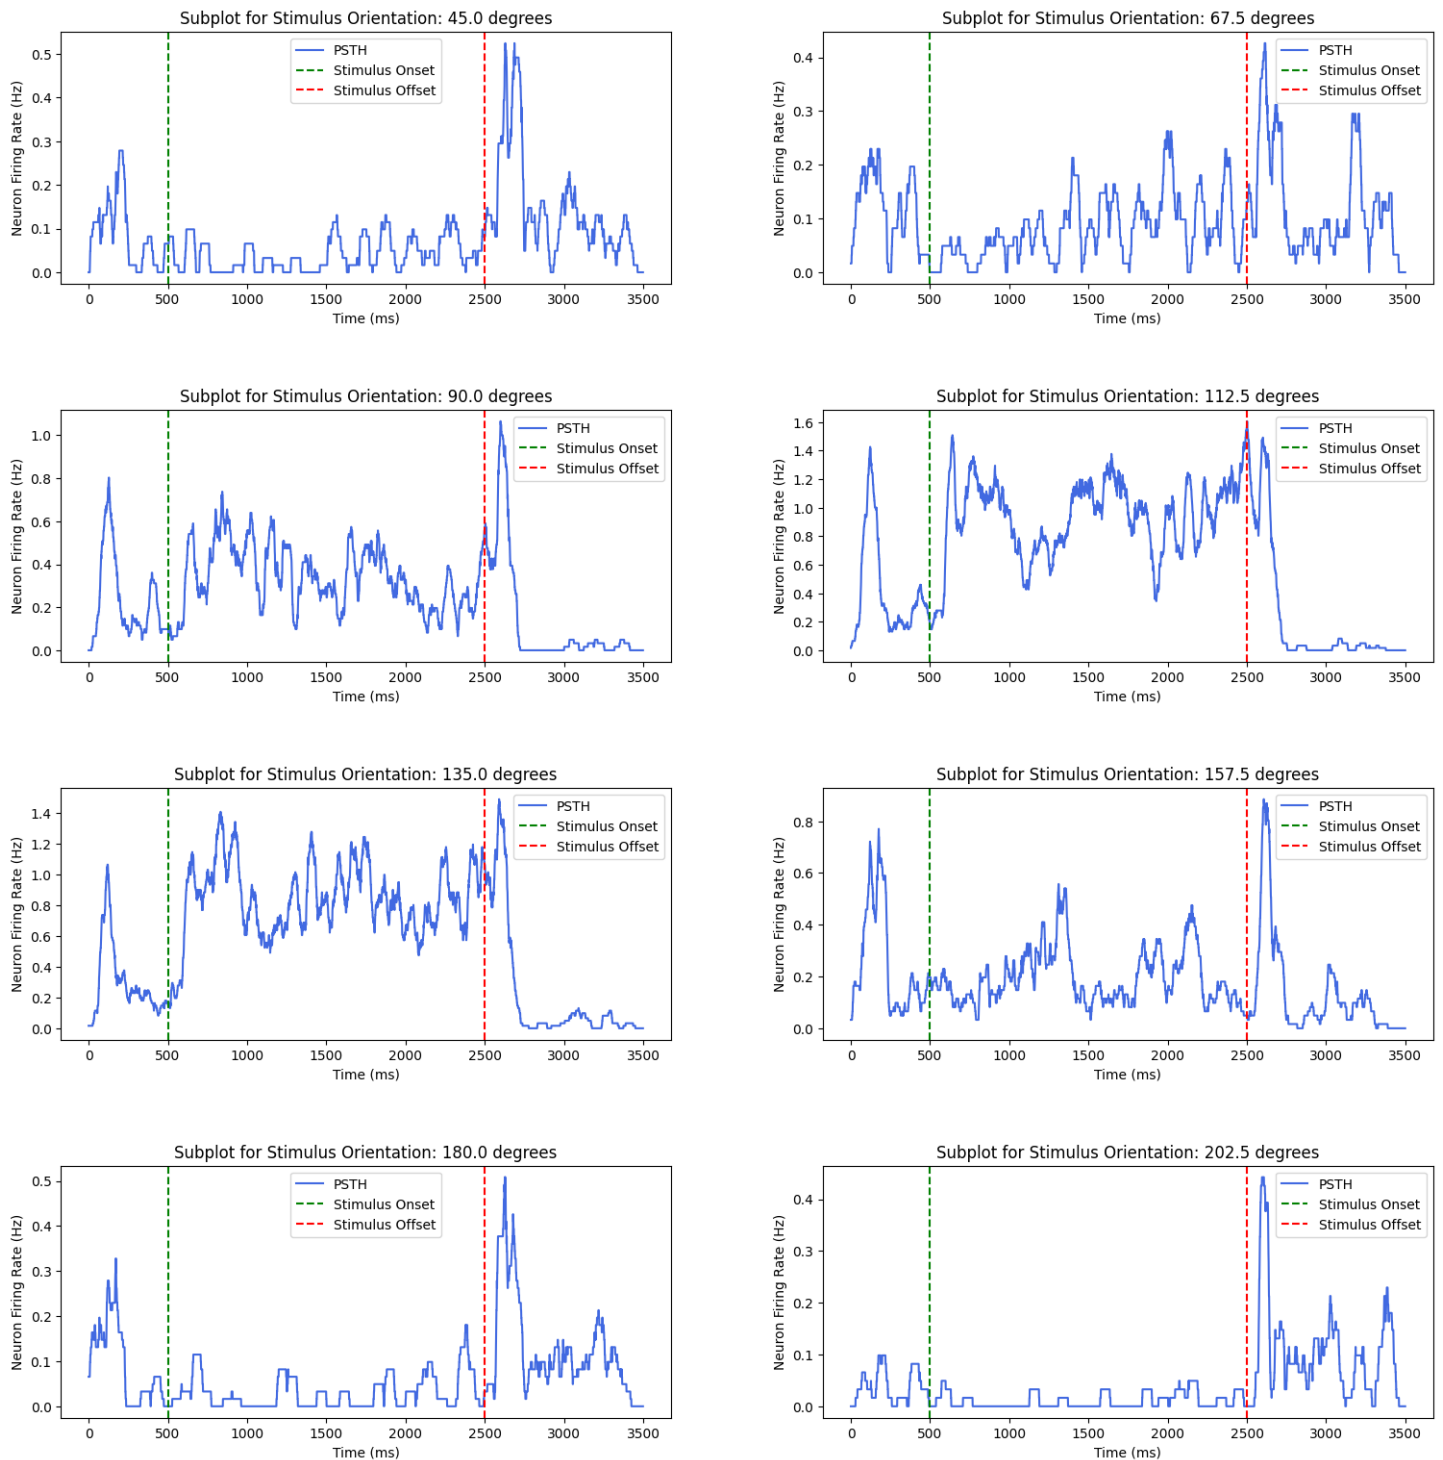 Subplot for Stimulus Orientation: 45.0 degrees
Neuron Firing Rate (Hz)
0.5
0.4
0.3
0.2
0.1
0.0
PSTH
Stimulus Onset
Stimulus Offset
0 500 1000 1500 2000 2500 3000 3500
Time (ms)
Subplot for Stimulus Orientation: 67.5 degrees
Neuron Firing Rate (Hz)
0.4
0.3
0.2
0.1
0.0
PSTH
Stimulus Onset
Stimulus Offset
0 500 1000 1500 2000 2500 3000 3500
Time (ms)
Subplot for Stimulus Orientation: 90.0 degrees
Neuron Firing Rate (Hz)
1.0
0.8
0.6
0.4
0.2
0.0
PSTH
Stimulus Onset
Stimulus Offset
0 500 1000 1500 2000 2500 3000 3500
Time (ms)
Subplot for Stimulus Orientation: 112.5 degrees
Neuron Firing Rate (Hz)
1.6
1.4
1.2
1.0
0.8
0.6
0.4
0.2
0.0
PSTH
Stimulus Onset
Stimulus Offset
0 500 1000 1500 2000 2500 3000 3500
Time (ms)
Subplot for Stimulus Orientation: 135.0 degrees
Neuron Firing Rate (Hz)
1.4
1.2
1.0
0.8
0.6
0.4
0.2
0.0
PSTH
Stimulus Onset
Stimulus Offset
0 500 1000 1500 2000 2500 3000 3500
Time (ms)
Subplot for Stimulus Orientation: 157.5 degrees
Neuron Firing Rate (Hz)
0.8
0.6
0.4
0.2
0.0
PSTH
Stimulus Onset
Stimulus Offset
0 500 1000 1500 2000 2500 3000 3500
Time (ms)
Subplot for Stimulus Orientation: 180.0 degrees
Neuron Firing Rate (Hz)
0.5
0.4
0.3
0.2
0.1
0.0
PSTH
Stimulus Onset
Stimulus Offset
0 500 1000 1500 2000 2500 3000 3500
Time (ms)
Subplot for Stimulus Orientation: 202.5 degrees
Neuron Firing Rate (Hz)
0.4
0.3
0.2
0.1
0.0
PSTH
Stimulus Onset
Stimulus Offset
0 500 1000 1500 2000 2500 3000 3500
Time (ms)